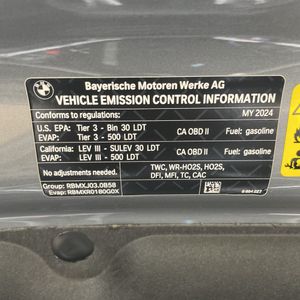 BMW
Bayerische Motoren Werke AG
VEHICLE EMISSION CONTROL INFORMATION
Conforms to regulations: MY 2024
U.S. EPA: Tier 3 - Bin 30 LDT CA OBD II Fuel: gasoline
EVAP: Tier 3 - 500 LDT
California: LEV III - SULEV 30 LDT CA OBD II Fuel: gasoline
EVAP: LEV III - 500 LDT
No adjustments needed. TWC, WR-HO2S, HO2S,
DFI, MFI, TC, CAC
Group: RBMXJ03.0B58
Evap: RBMXR0180G0X